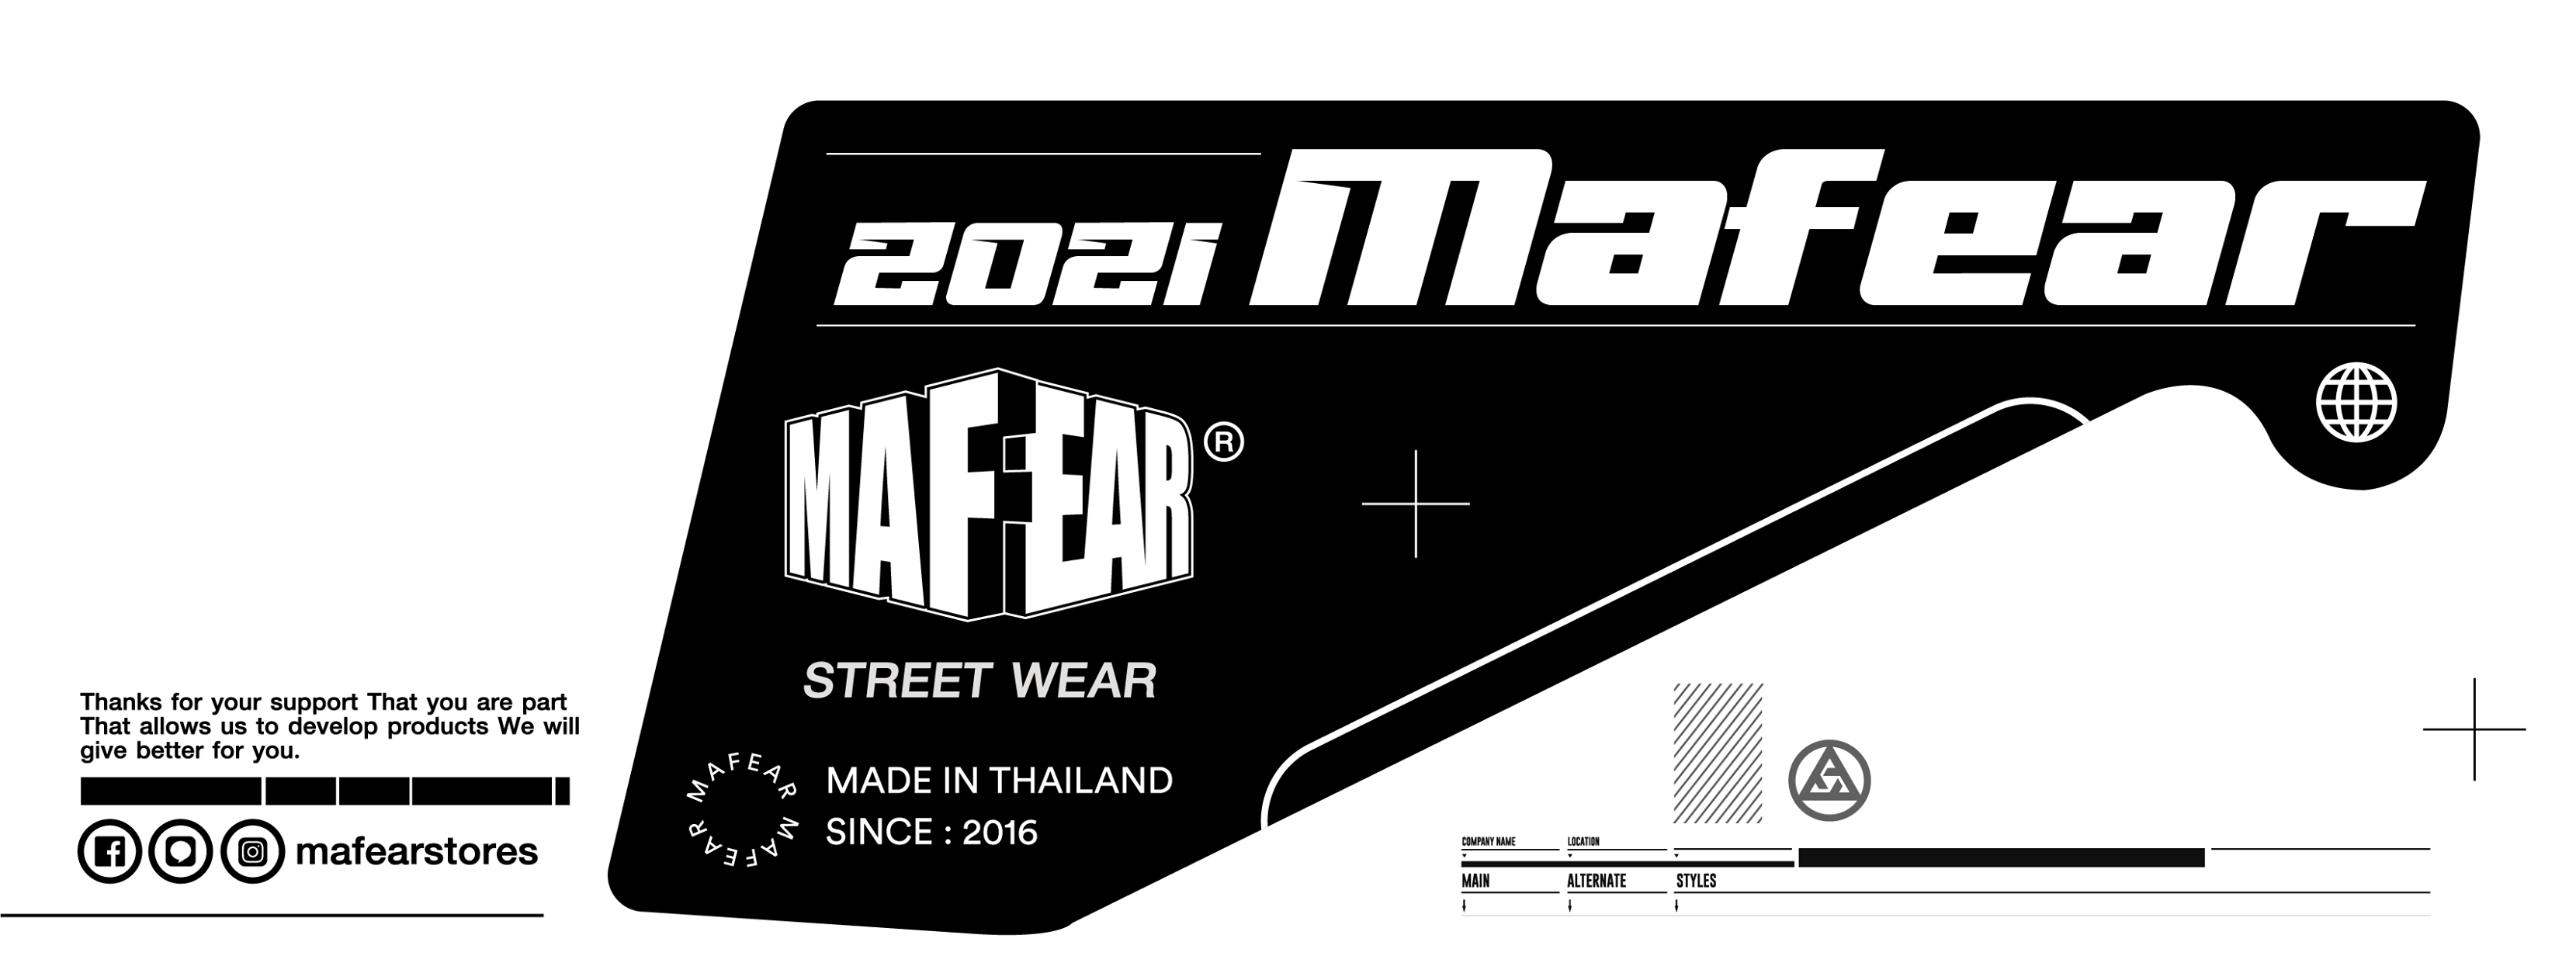 2021 Mafear
MAFEAR®
STREET WEAR
MAFEAR MAFEAR
MADE IN THAILAND
SINCE : 2016
Thanks for your support That you are part
That allows us to develop products We will
give better for you.
mafearstores
COMPANY NAME LOCATION
MAIN ALTERNATE STYLES